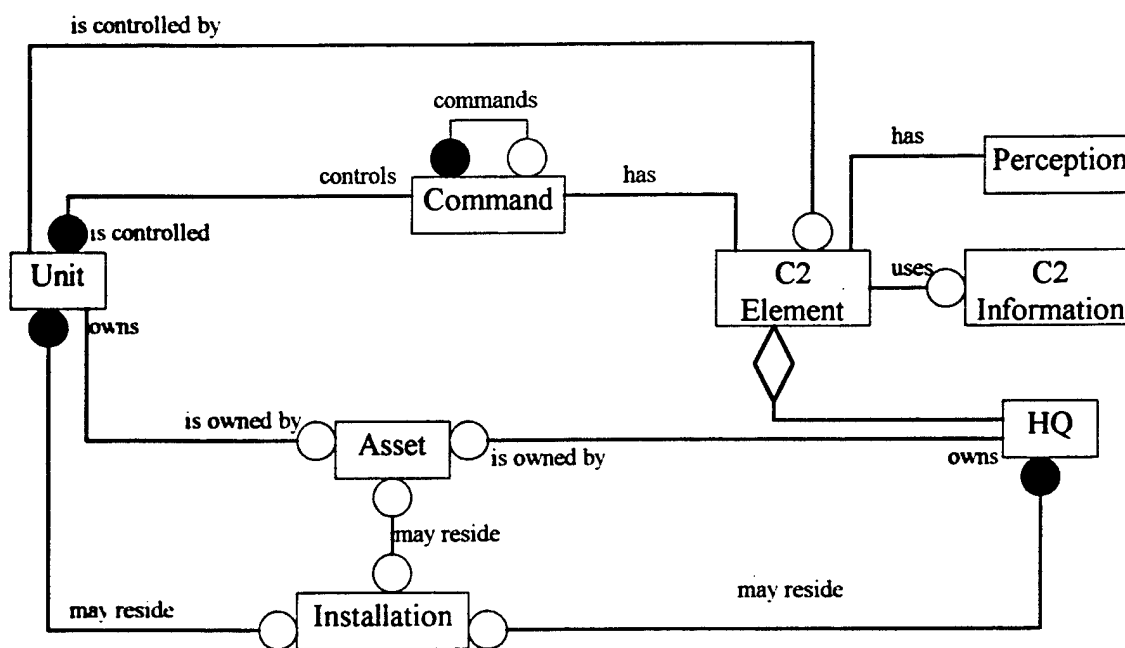 is controlled by
commands
has
Perception
controls
Command
has
is controlled
Unit
C2
Element
uses
C2
Information
owns
is owned by
Asset
is owned by
HQ
owns
may reside
may reside
Installation
may reside